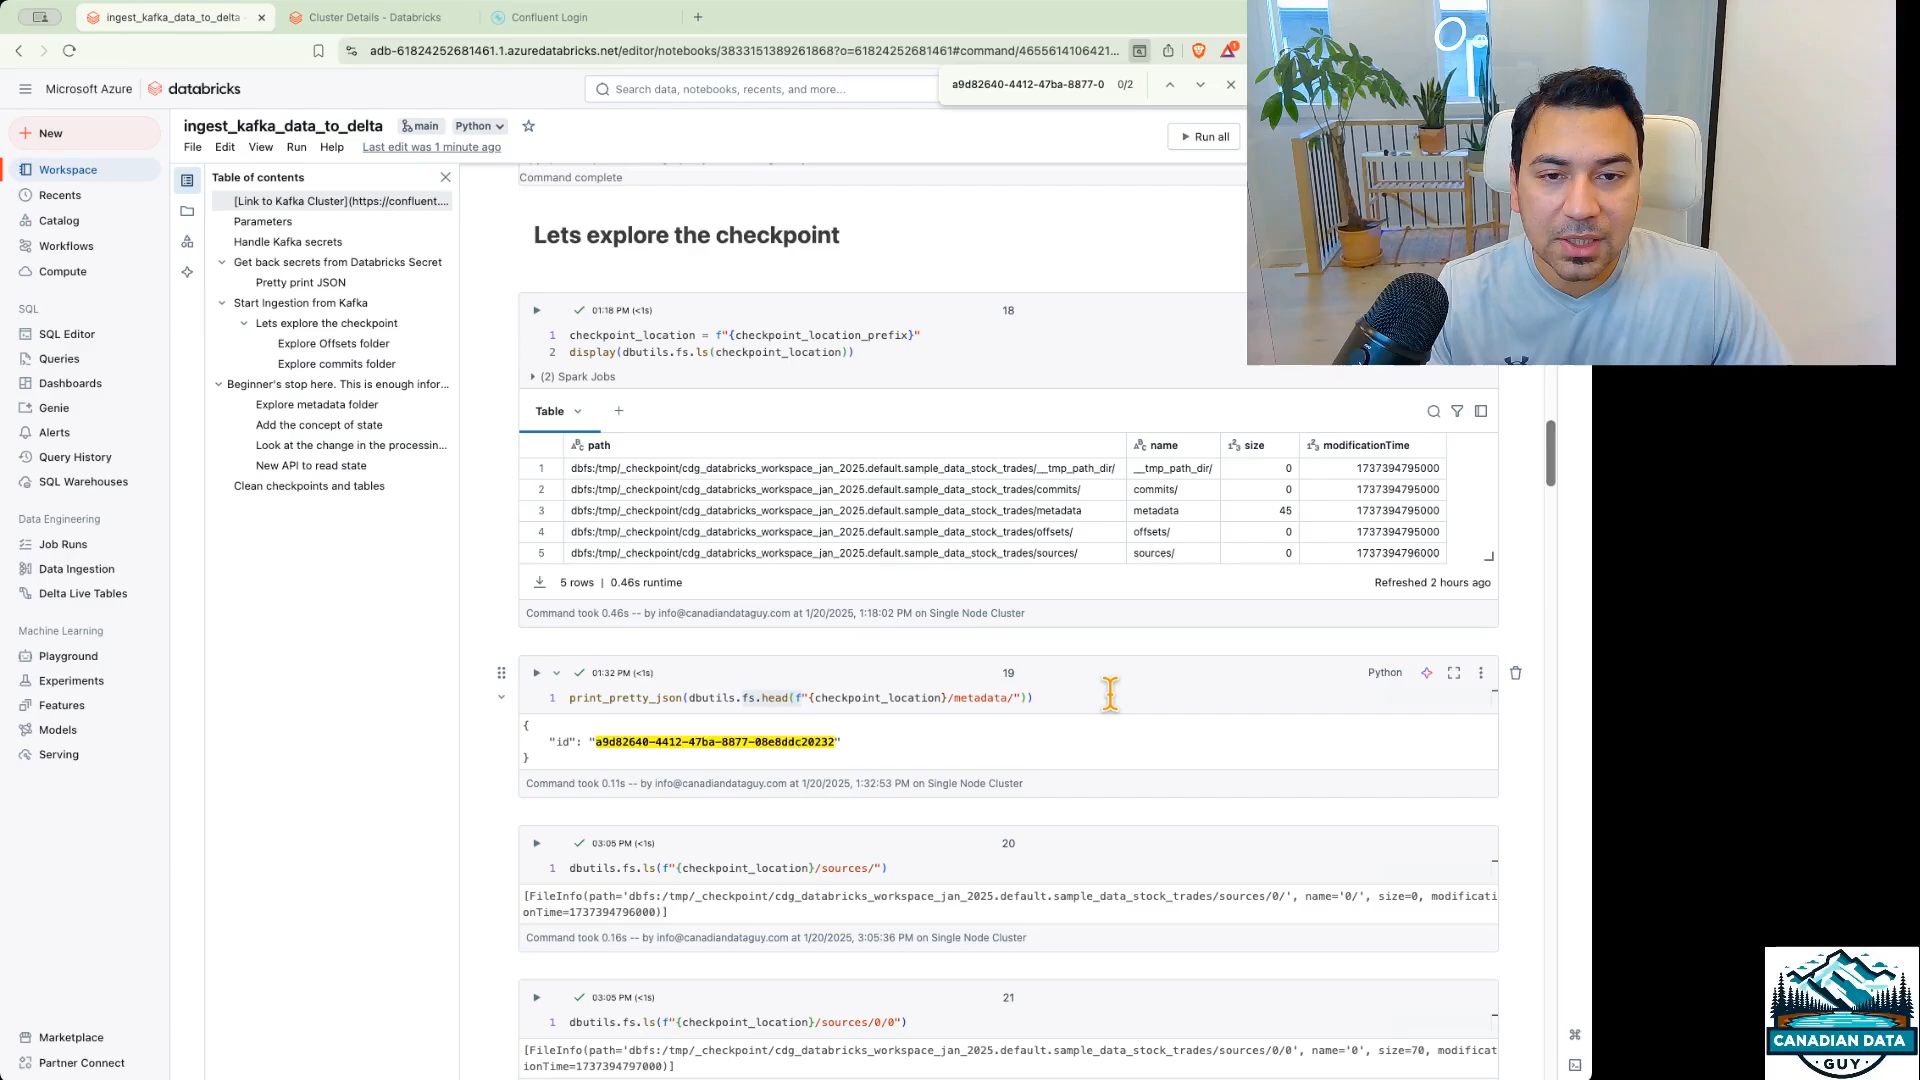 ingest_kafka_data_to_delta
Cluster Details - Databricks
Confluent Login
adb-61824252681461.1.azuredatabricks.net/editor/notebooks/3833151389261868?o=61824252681461#command/4655614106421...
1
a9d82640-4412-47ba-8877-0
0/2
Microsoft Azure
databricks
Search data, notebooks, recents, and more...
New
Workspace
Recents
Catalog
Workflows
Compute
SQL
SQL Editor
Queries
Dashboards
Genie
Alerts
Query History
SQL Warehouses
Data Engineering
Job Runs
Data Ingestion
Delta Live Tables
Machine Learning
Playground
Experiments
Features
Models
Serving
Marketplace
Partner Connect
ingest_kafka_data_to_delta
main
Python
File Edit View Run Help Last edit was 1 minute ago
Run all
Table of contents
[Link to Kafka Cluster](https://confluent....
Parameters
Handle Kafka secrets
Get back secrets from Databricks Secret
Pretty print JSON
Start Ingestion from Kafka
Lets explore the checkpoint
Explore Offsets folder
Explore commits folder
Beginner's stop here. This is enough infor...
Explore metadata folder
Add the concept of state
Look at the change in the processin...
New API to read state
Clean checkpoints and tables
Command complete
Lets explore the checkpoint
01:18 PM (<1s)
18
1 checkpoint_location = f"{checkpoint_location_prefix}"
2 display(dbutils.fs.ls(checkpoint_location))
(2) Spark Jobs
Table
path name size modificationTime
1 dbfs:/tmp/_checkpoint/cdg_databricks_workspace_jan_2025.default.sample_data_stock_trades/__tmp_path_dir/ __tmp_path_dir/ 0 1737394795000
2 dbfs:/tmp/_checkpoint/cdg_databricks_workspace_jan_2025.default.sample_data_stock_trades/commits/ commits/ 0 1737394795000
3 dbfs:/tmp/_checkpoint/cdg_databricks_workspace_jan_2025.default.sample_data_stock_trades/metadata metadata 45 1737394795000
4 dbfs:/tmp/_checkpoint/cdg_databricks_workspace_jan_2025.default.sample_data_stock_trades/offsets/ offsets/ 0 1737394795000
5 dbfs:/tmp/_checkpoint/cdg_databricks_workspace_jan_2025.default.sample_data_stock_trades/sources/ sources/ 0 1737394796000
5 rows | 0.46s runtime
Refreshed 2 hours ago
Command took 0.46s -- by info@canadiandataguy.com at 1/20/2025, 1:18:02 PM on Single Node Cluster
01:32 PM (<1s)
19
Python
1 print_pretty_json(dbutils.fs.head(f"{checkpoint_location}/metadata/"))
{
"id": "a9d82640-4412-47ba-8877-08e8ddc20232"
}
Command took 0.11s -- by info@canadiandataguy.com at 1/20/2025, 1:32:53 PM on Single Node Cluster
03:05 PM (<1s)
20
1 dbutils.fs.ls(f"{checkpoint_location}/sources/")
[FileInfo(path='dbfs:/tmp/_checkpoint/cdg_databricks_workspace_jan_2025.default.sample_data_stock_trades/sources/0/', name='0/', size=0, modificati
onTime=1737394796000)]
Command took 0.16s -- by info@canadiandataguy.com at 1/20/2025, 3:05:36 PM on Single Node Cluster
03:05 PM (<1s)
21
1 dbutils.fs.ls(f"{checkpoint_location}/sources/0/0")
[FileInfo(path='dbfs:/tmp/_checkpoint/cdg_databricks_workspace_jan_2025.default.sample_data_stock_trades/sources/0/0', name='0', size=70, modificat
ionTime=1737394797000)]
CANADIAN DATA
GUY